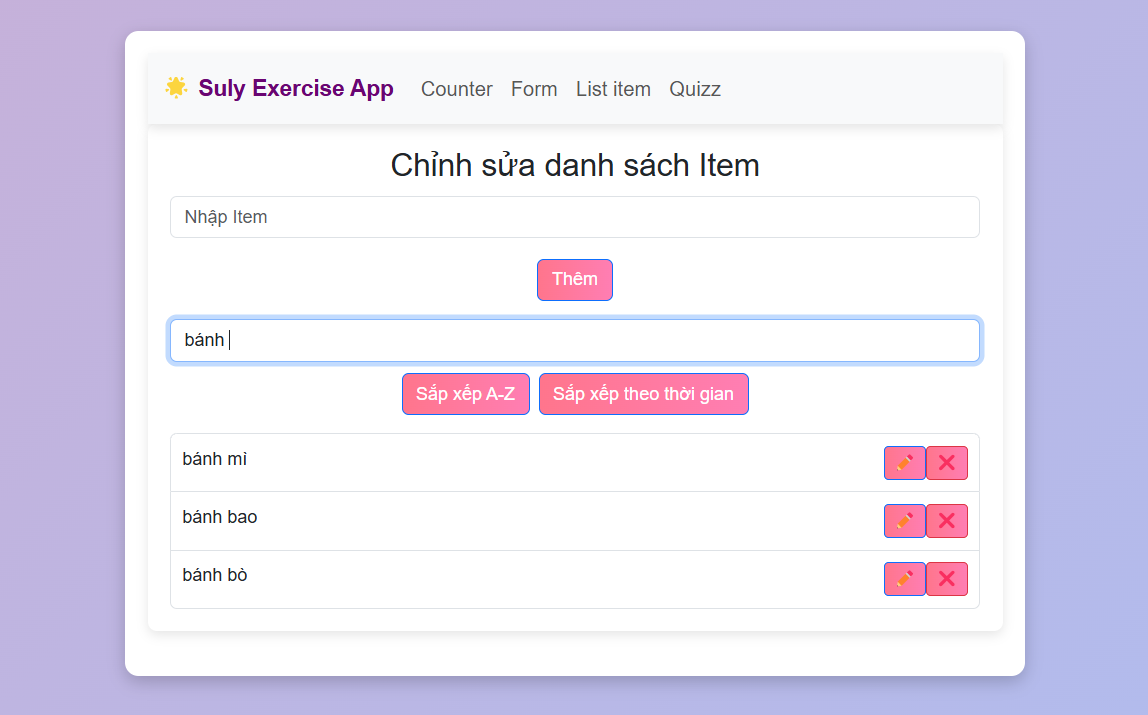 Suly Exercise App Counter Form List item Quizz
Chỉnh sửa danh sách Item
Nhập Item
Thêm
bánh
Sắp xếp A-Z Sắp xếp theo thời gian
bánh mì
bánh bao
bánh bò